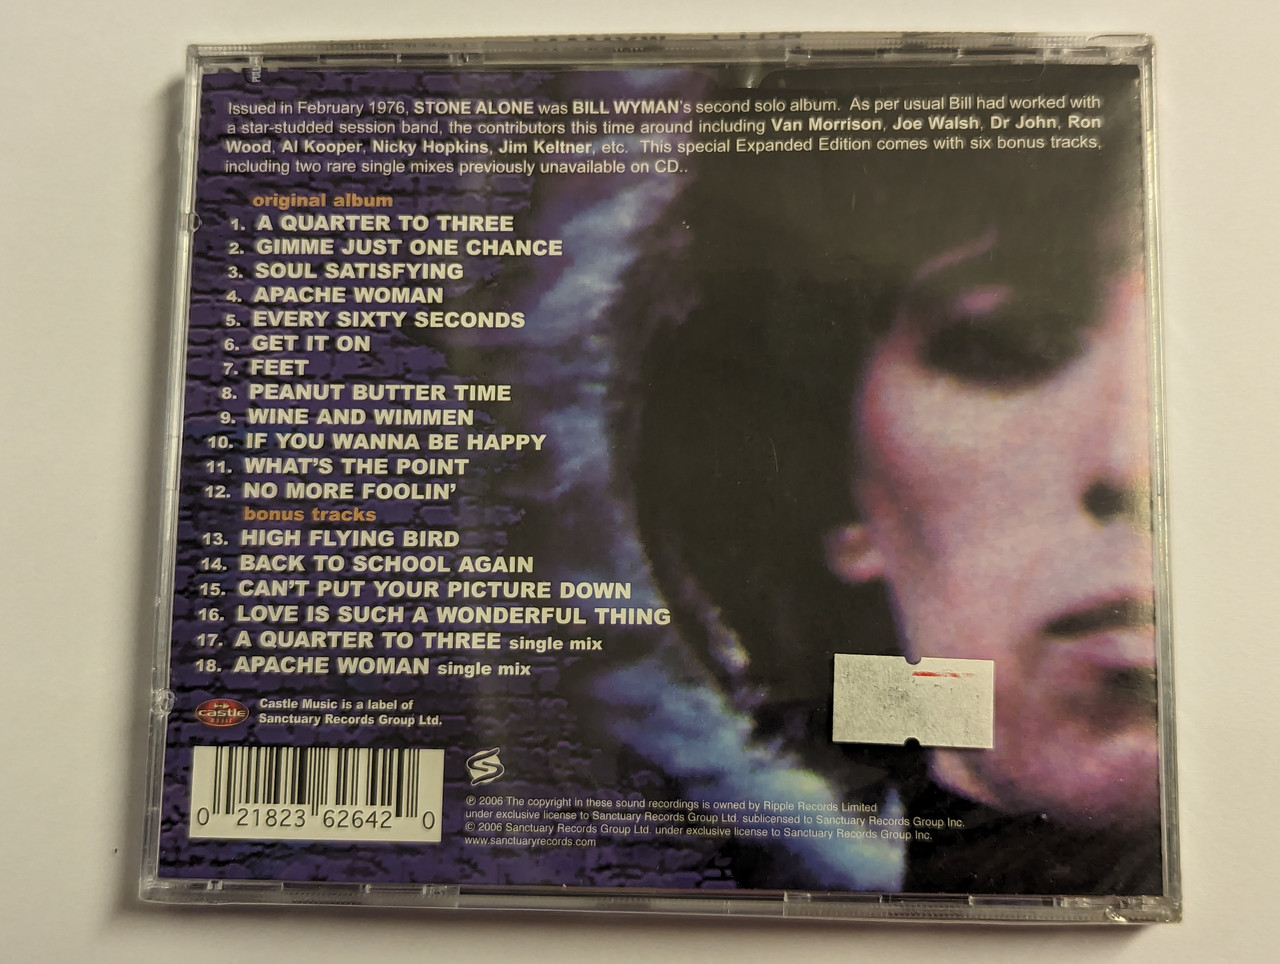 Issued in February 1976, STONE ALONE was BILL WYMAN's second solo album. As per usual Bill had worked with
a star-studded session band, the contributors this time around including Van Morrison, Joe Walsh, Dr John, Ron
Wood, Al Kooper, Nicky Hopkins, Jim Keltner, etc. This special Expanded Edition comes with six bonus tracks,
including two rare single mixes previously unavailable on CD..
original album
1. A QUARTER TO THREE
2. GIMME JUST ONE CHANCE
3. SOUL SATISFYING
4. APACHE WOMAN
5. EVERY SIXTY SECONDS
6. GET IT ON
7. FEET
8. PEANUT BUTTER TIME
9. WINE AND WIMMEN
10. IF YOU WANNA BE HAPPY
11. WHAT'S THE POINT
12. NO MORE FOOLIN'
bonus tracks
13. HIGH FLYING BIRD
14. BACK TO SCHOOL AGAIN
15. CAN'T PUT YOUR PICTURE DOWN
16. LOVE IS SUCH A WONDERFUL THING
17. A QUARTER TO THREE single mix
18. APACHE WOMAN single mix
castle
MUSIC
Castle Music is a label of
Sanctuary Records Group Ltd.
0 21823 62642 0
℗ 2006 The copyright in these sound recordings is owned by Ripple Records Limited
under exclusive license to Sanctuary Records Group Ltd. sublicensed to Sanctuary Records Group Inc.
© 2006 Sanctuary Records Group Ltd. under exclusive license to Sanctuary Records Group Inc.
www.sanctuaryrecords.com